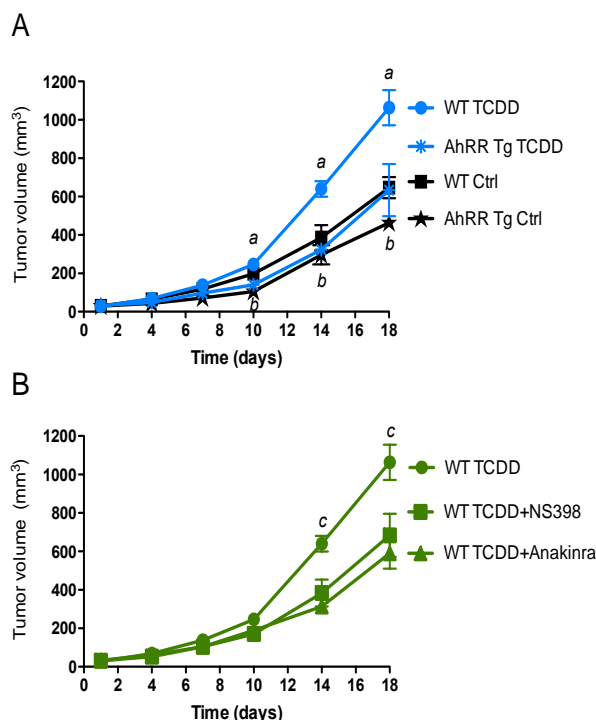 A
Tumor volume (mm³)
1200
1000
800
600
400
200
0
0 2 4 6 8 10 12 14 16 18
Time (days)
a
a
a
b
b
b
WT TCDD
AhRR Tg TCDD
WT Ctrl
AhRR Tg Ctrl
B
Tumor volume (mm³)
1200
1000
800
600
400
200
0
0 2 4 6 8 10 12 14 16 18
Time (days)
c
c
WT TCDD
WT TCDD+NS398
WT TCDD+Anakinra